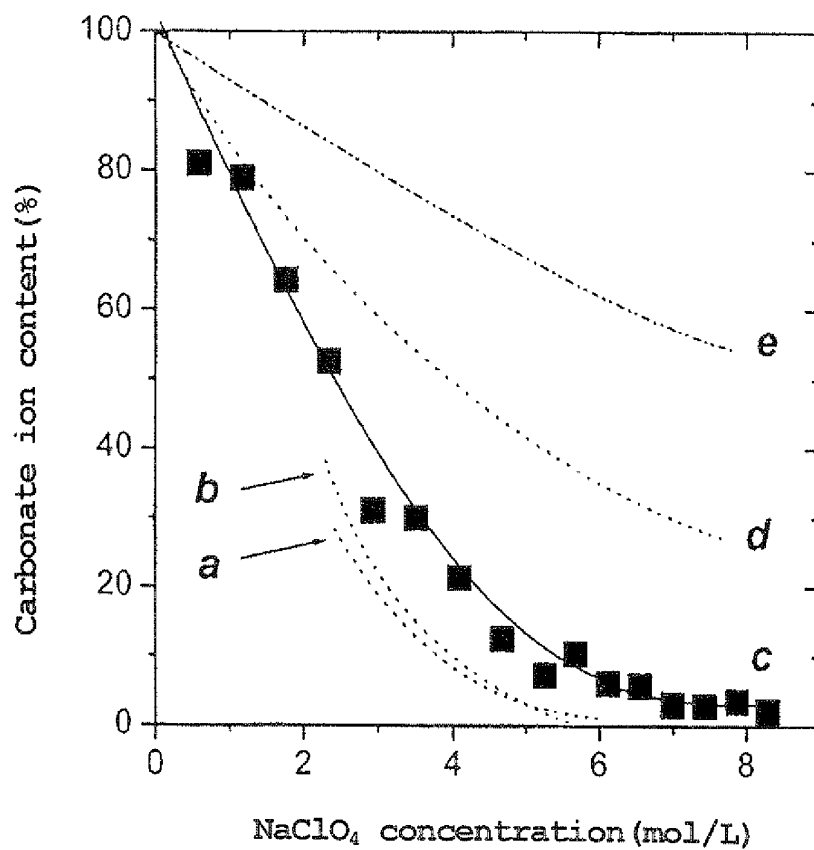 Carbonate ion content(%)
100
80
60
40
20
0
0 2 4 6 8
a
b
c
d
e
NaClO₄ concentration(mol/L)